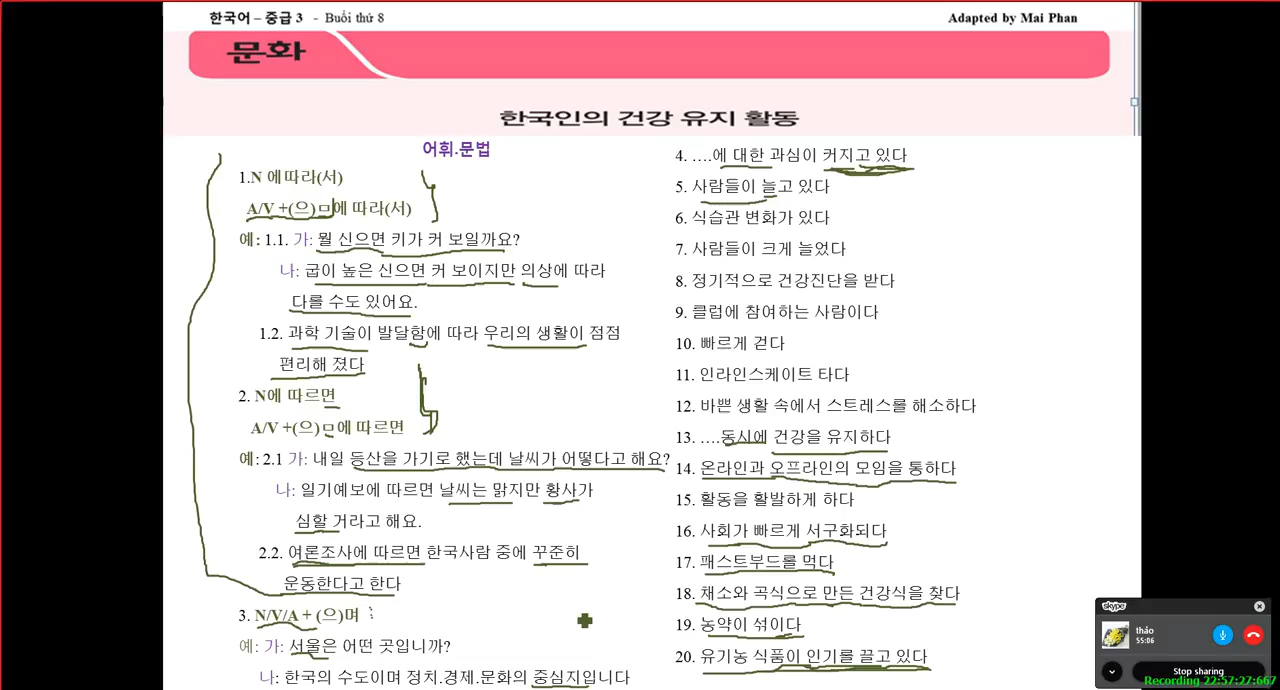 한국어 – 중급 3 - Buổi thứ 8
Adapted by Mai Phan
문화
한국인의 건강 유지 활동
어휘.문법
1.N 에따라(서)
A/V +(으)ㅁ에 따라(서)
예: 1.1. 가: 뭘 신으면 키가 커 보일까요?
나: 굽이 높은 신으면 커 보이지만 의상에 따라
다를 수도 있어요.
1.2. 과학 기술이 발달함에 따라 우리의 생활이 점점
편리해 졌다
2. N에 따르면
A/V +(으)ㅁ에 따르면
예: 2.1 가: 내일 등산을 가기로 했는데 날씨가 어떻다고 해요?
나: 일기예보에 따르면 날씨는 맑지만 황사가
심할 거라고 해요.
2.2. 여론조사에 따르면 한국사람 중에 꾸준히
운동한다고 한다
3. N/V/A + (으)며
예: 가: 서울은 어떤 곳입니까?
나: 한국의 수도이며 정치.경제.문화의 중심지입니다
4. ….에 대한 과심이 커지고 있다
5. 사람들이 늘고 있다
6. 식습관 변화가 있다
7. 사람들이 크게 늘었다
8. 정기적으로 건강진단을 받다
9. 클럽에 참여하는 사람이다
10. 빠르게 걷다
11. 인라인스케이트 타다
12. 바쁜 생활 속에서 스트레스를 해소하다
13. ….동시에 건강을 유지하다
14. 온라인과 오프라인의 모임을 통하다
15. 활동을 활발하게 하다
16. 사회가 빠르게 서구화되다
17. 패스트부드를 먹다
18. 채소와 곡식으로 만든 건강식을 찾다
19. 농약이 섞이다
20. 유기농 식품이 인기를 끌고 있다
skype
thảo
55:06
Stop sharing
Recording 22:57:27:667